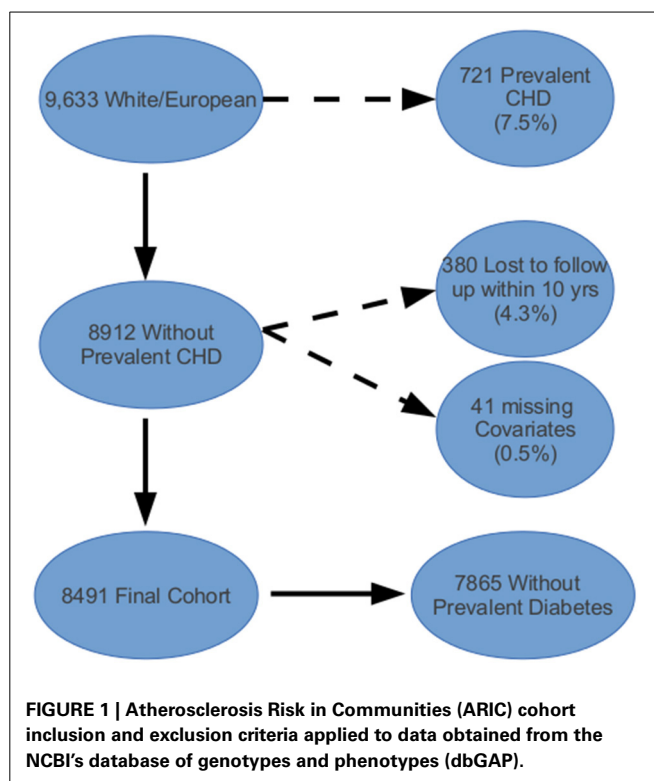 9,633 White/European
721 Prevalent
CHD
(7.5%)
8912 Without
Prevalent CHD
380 Lost to follow
up within 10 yrs
(4.3%)
41 missing
Covariates
(0.5%)
8491 Final Cohort
7865 Without
Prevalent Diabetes
FIGURE 1 | Atherosclerosis Risk in Communities (ARIC) cohort
inclusion and exclusion criteria applied to data obtained from the
NCBI’s database of genotypes and phenotypes (dbGAP).